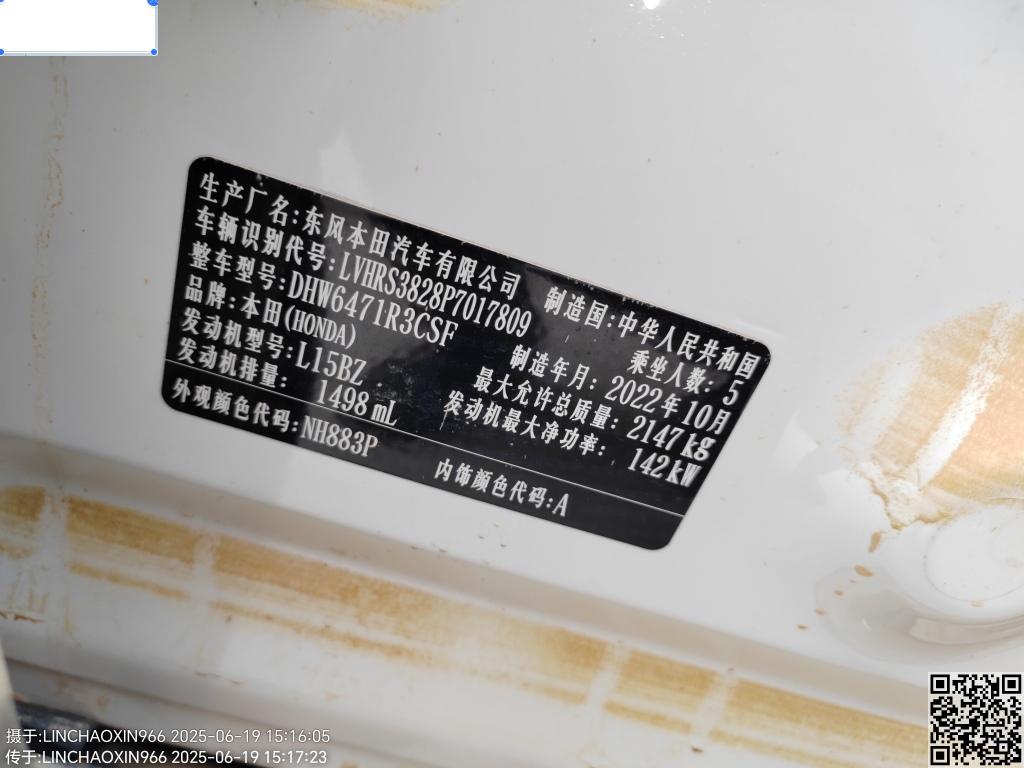 生产厂名:东风本田汽车有限公司 制造国:中华人民共和国
车辆识别代号:LVHRS3828P7017809 乘坐人数: 5
整车型号:DHW6471R3CSF 制造年月: 2022年10月
品牌:本田(HONDA) 最大允许总质量: 2147kg
发动机型号:L15BZ 发动机最大净功率: 142kW
发动机排量: 1498mL
外观颜色代码:NH883P 内饰颜色代码:A
摄于:LINCHAOXIN966 2025-06-19 15:16:05
传于:LINCHAOXIN966 2025-06-19 15:17:23